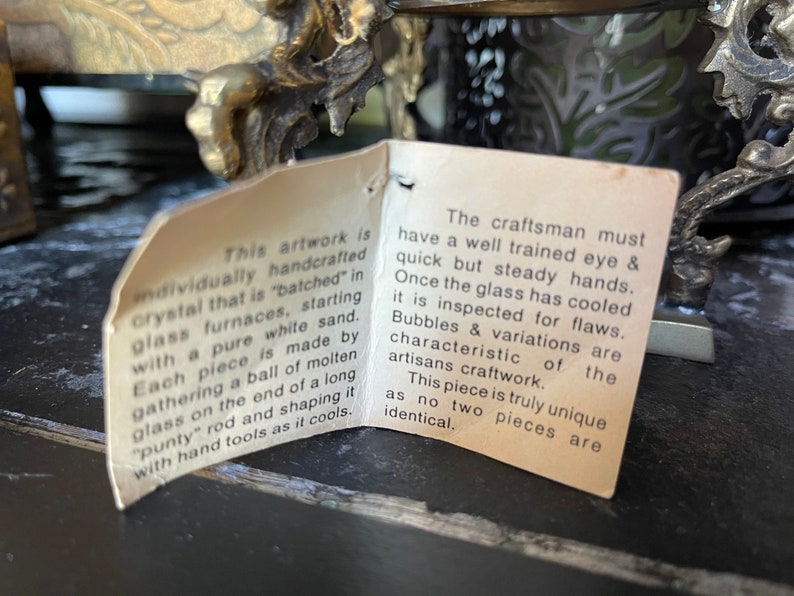 This artwork is
individually handcrafted
crystal that is "batched" in
glass furnaces, starting
with a pure white sand.
Each piece is made by
gathering a ball of molten
glass on the end of a long
"punty" rod and shaping it
with hand tools as it cools.
The craftsman must
have a well trained eye &
quick but steady hands.
Once the glass has cooled
it is inspected for flaws.
Bubbles & variations are
characteristic of the
artisans craftwork.
This piece is truly unique
as no two pieces are
identical.